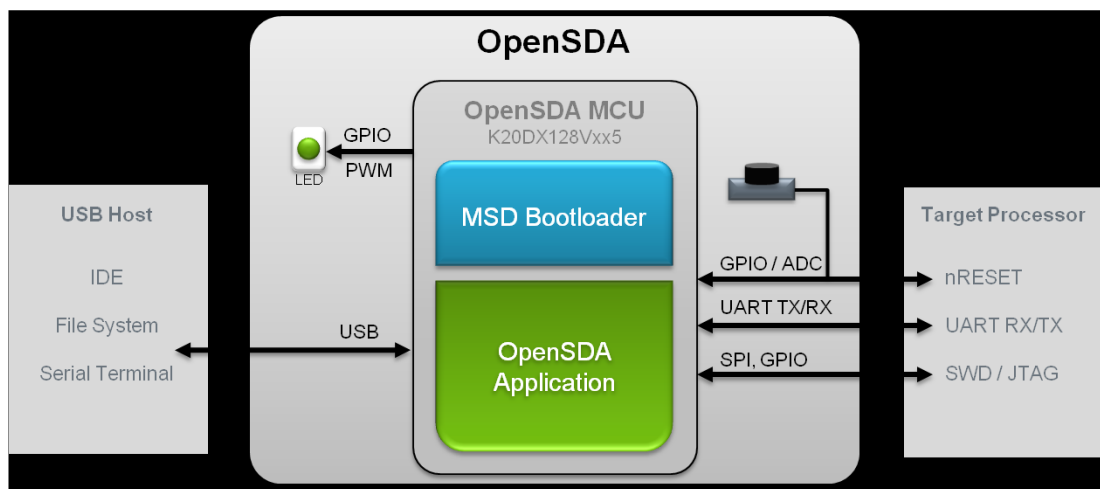 OpenSDA
OpenSDA MCU
K20DX128Vxx5
GPIO
PWM
LED
MSD Bootloader
USB Host
IDE
File System
Serial Terminal
USB
OpenSDA
Application
GPIO / ADC
UART TX/RX
SPI, GPIO
Target Processor
nRESET
UART RX/TX
SWD / JTAG